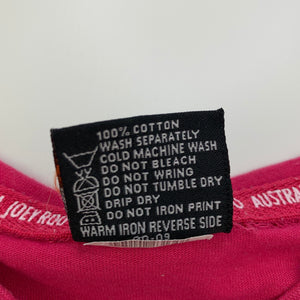 100% COTTON
WASH SEPARATELY
COLD MACHINE WASH
DO NOT BLEACH
DO NOT WRING
DO NOT TUMBLE DRY
DRIP DRY
DO NOT IRON PRINT
WARM IRON REVERSE SIDE
JOEY ROO
AUSTRA